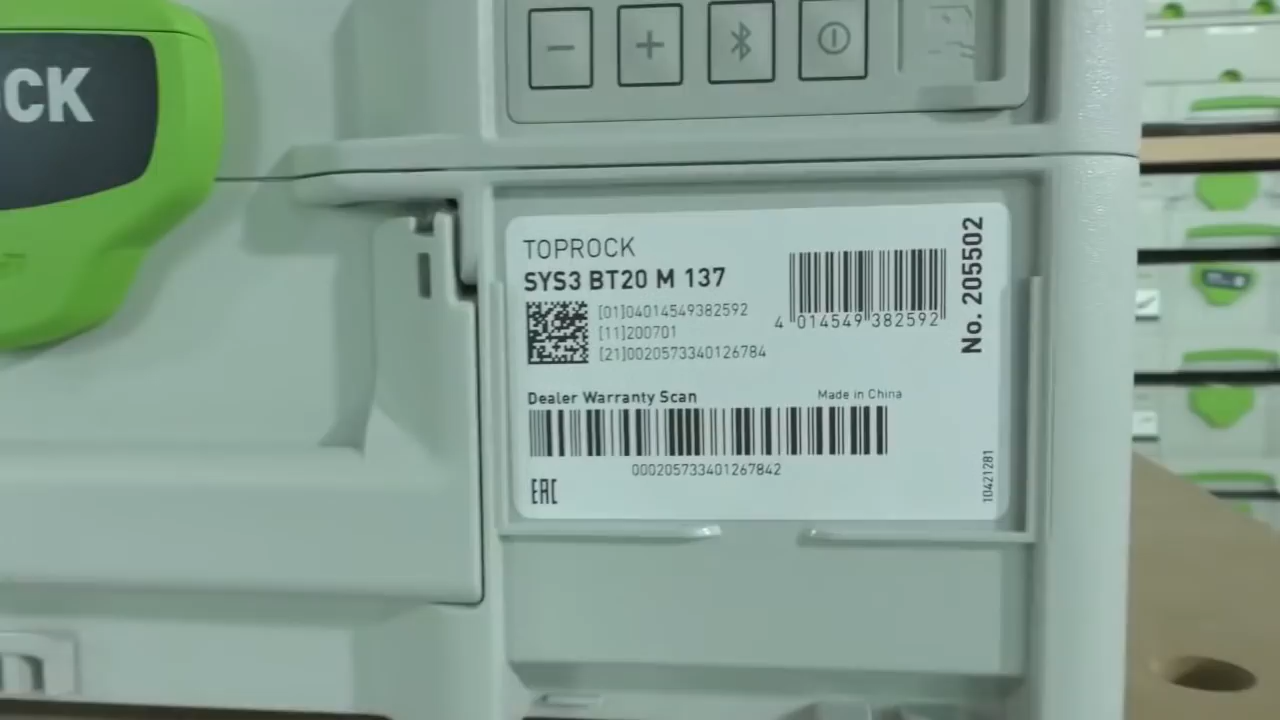 OCK
TOPROCK
SYS3 BT20 M 137
[01]04014549382592
[11]200701
[21]0020573340126784
4 014549 382592
No. 205502
Dealer Warranty Scan
Made in China
000205733401267842
EAC
10421281